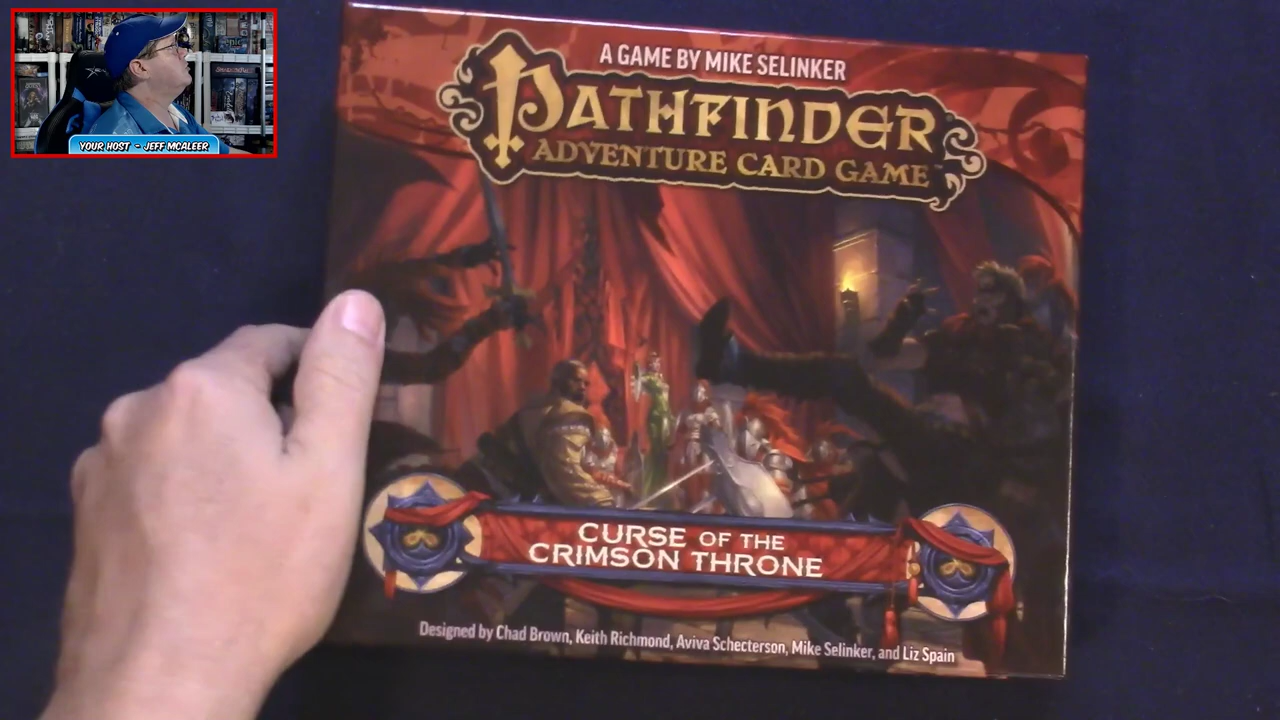 YOUR HOST - JEFF MCALEER
A GAME BY MIKE SELINKER
PATHFINDER
ADVENTURE CARD GAME™
CURSE OF THE
CRIMSON THRONE
Designed by Chad Brown, Keith Richmond, Aviva Schecterson, Mike Selinker, and Liz Spain